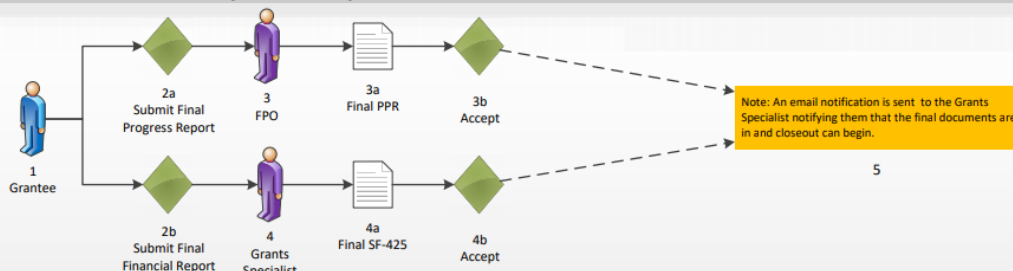 2a
Submit Final
Progress Report
3
FPO
3a
Final PPR
3b
Accept
Note: An email notification is sent to the Grants
Specialist notifying them that the final documents are
in and closeout can begin.
5
1
Grantee
2b
Submit Final
Financial Report
4
Grants
Specialist
4a
Final SF-425
4b
Accept